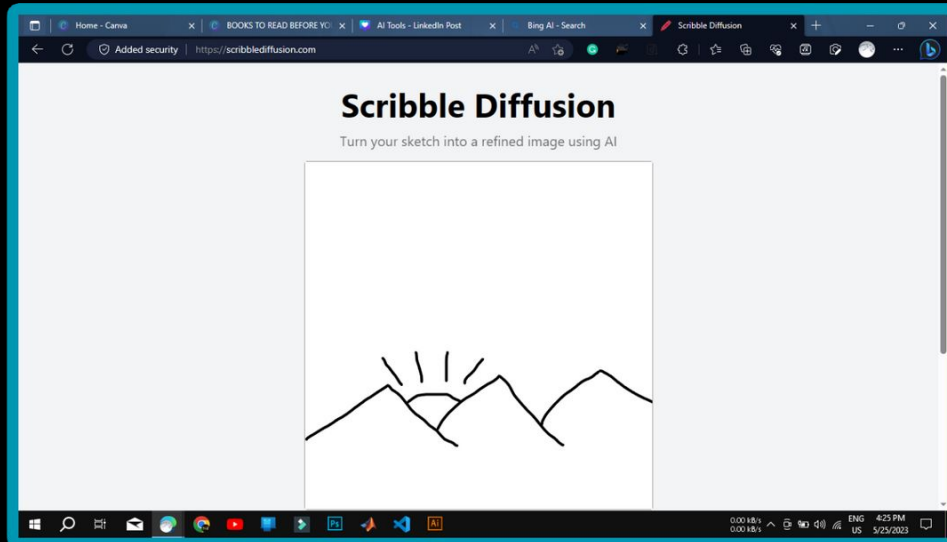 Home - Canva
BOOKS TO READ BEFORE YO
AI Tools - LinkedIn Post
Bing AI - Search
Scribble Diffusion
Added security
https://scribblediffusion.com
Scribble Diffusion
Turn your sketch into a refined image using AI
Ps
Ai
0.00 kB/s
0.00 kB/s
ENG
US
4:25 PM
5/25/2023